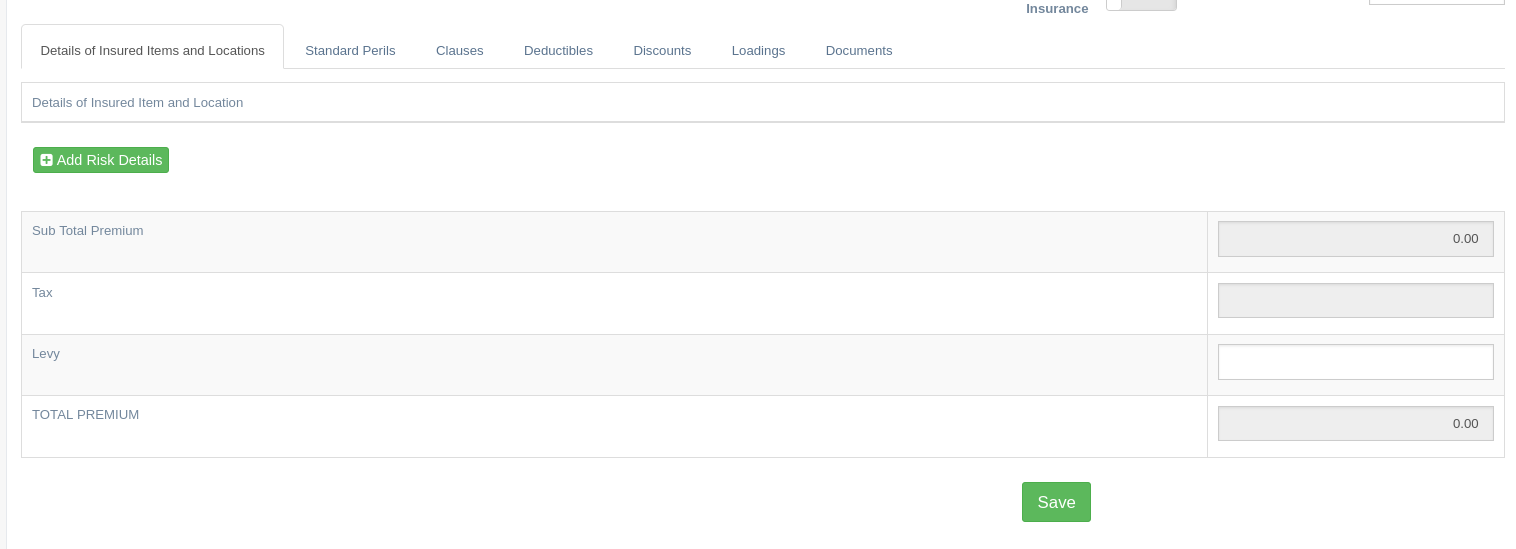 Insurance
Details of Insured Items and Locations Standard Perils Clauses Deductibles Discounts Loadings Documents
Details of Insured Item and Location
Add Risk Details
Sub Total Premium 0.00
Tax
Levy
TOTAL PREMIUM 0.00
Save